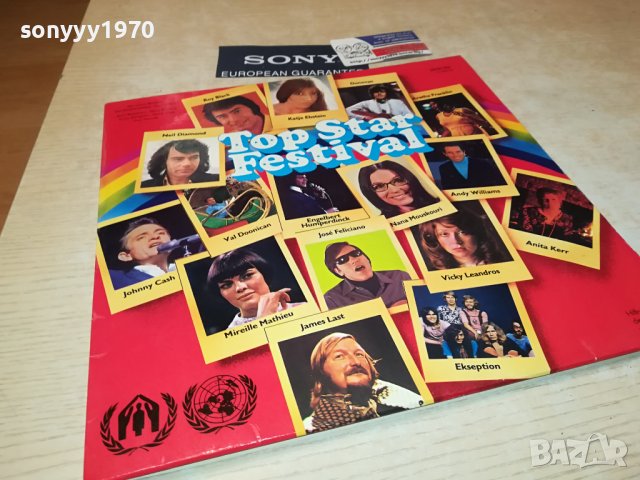 sonyyy1970
SONY
EUROPEAN GUARANTEE
Roy Black
Katja Ebstein
Donovan
Aretha Franklin
Neil Diamond
Top Star
Festival
Andy Williams
Val Doonican
Engelbert
Humperdinck
Nana Mouskouri
José Feliciano
Anita Kerr
Johnny Cash
Vicky Leandros
Mireille Mathieu
James Last
Ekseption
BAZAR